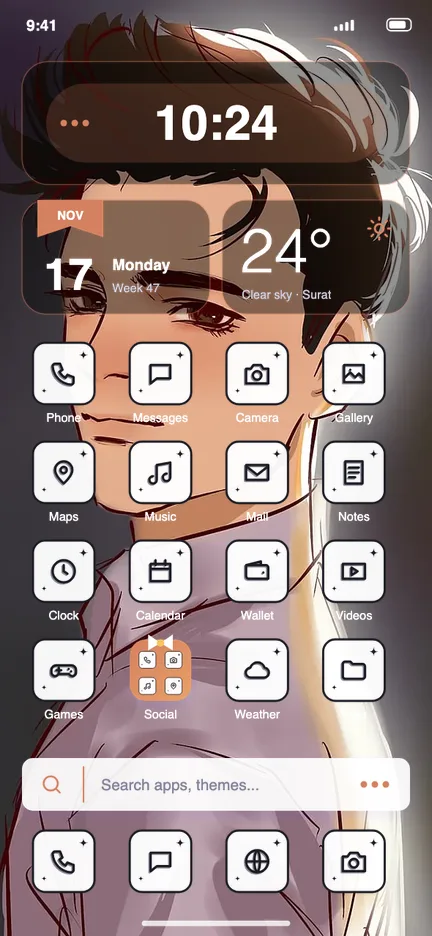 9:41
10:24
NOV
17
Monday
Week 47
24°
Clear sky · Surat
Phone
Messages
Camera
Gallery
Maps
Music
Mail
Notes
Clock
Calendar
Wallet
Videos
Games
Social
Weather
Search apps, themes...